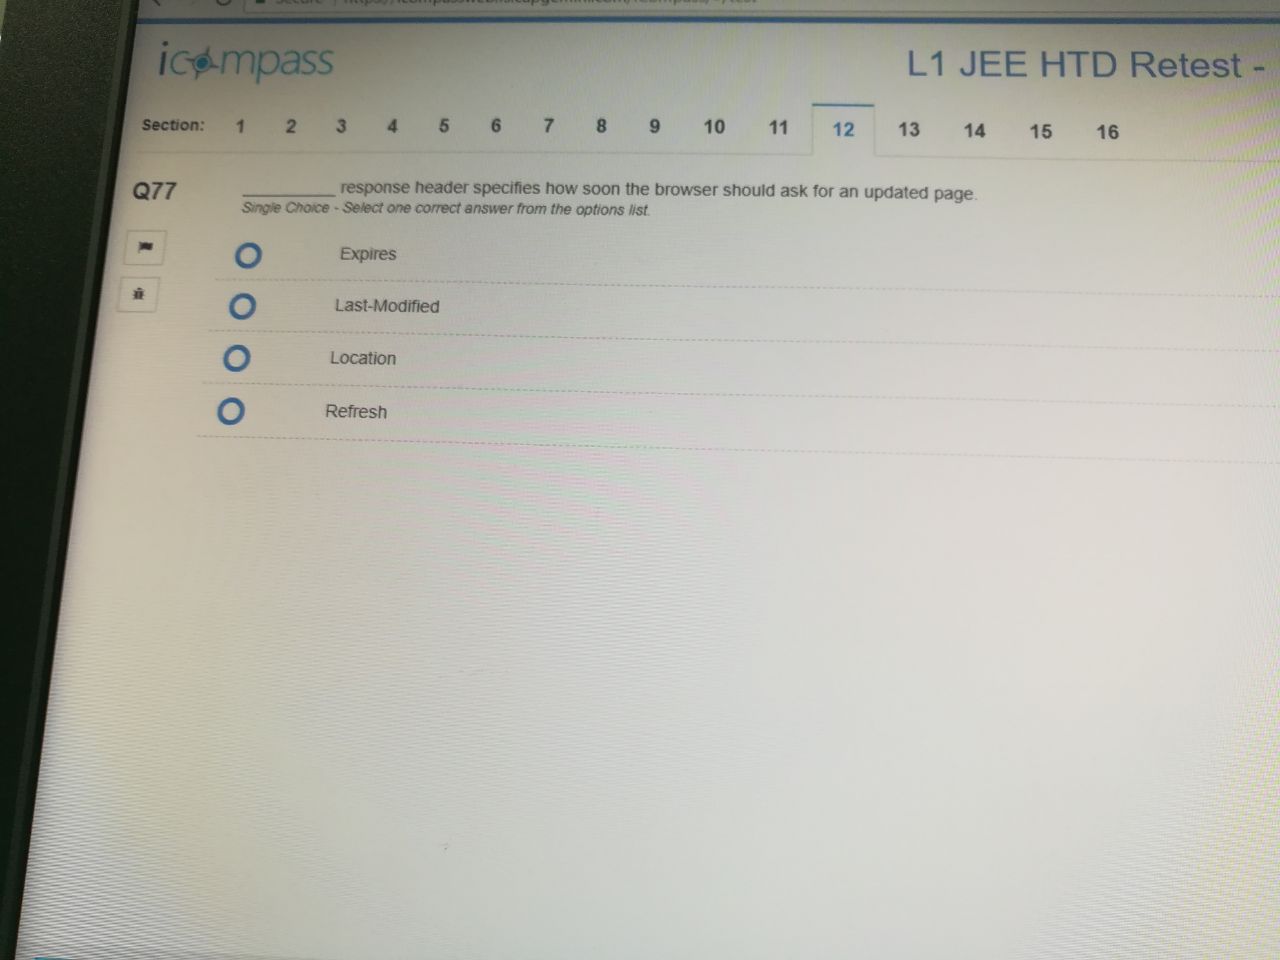 icompass
L1 JEE HTD Retest -
Section: 1 2 3 4 5 6 7 8 9 10 11 12 13 14 15 16
Q77 __________ response header specifies how soon the browser should ask for an updated page.
Single Choice - Select one correct answer from the options list.
Expires
Last-Modified
Location
Refresh